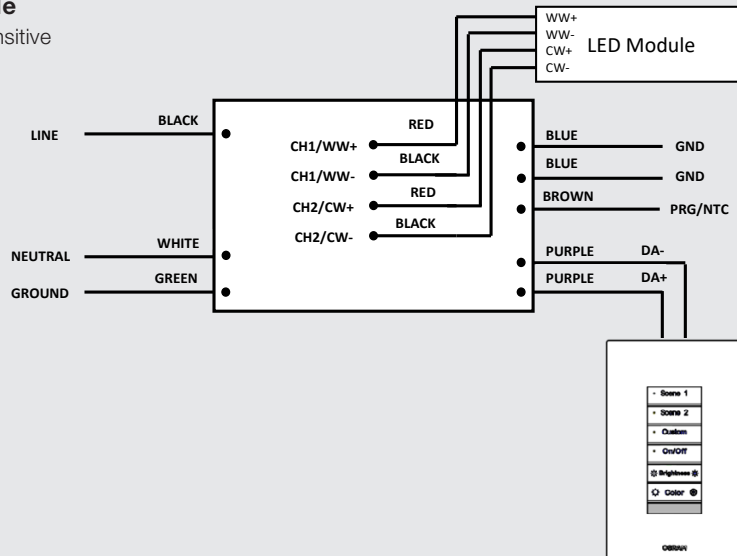 le
nsitive
WW+
WW-
CW+
CW-
LED Module
LINE
BLACK
NEUTRAL
WHITE
GROUND
GREEN
CH1/WW+
RED
CH1/WW-
BLACK
CH2/CW+
RED
CH2/CW-
BLACK
BLUE
GND
BLUE
GND
BROWN
PRG/NTC
PURPLE
DA-
PURPLE
DA+
Scene 1
Scene 2
Custom
On/Off
Brightness
Color
OSRAM